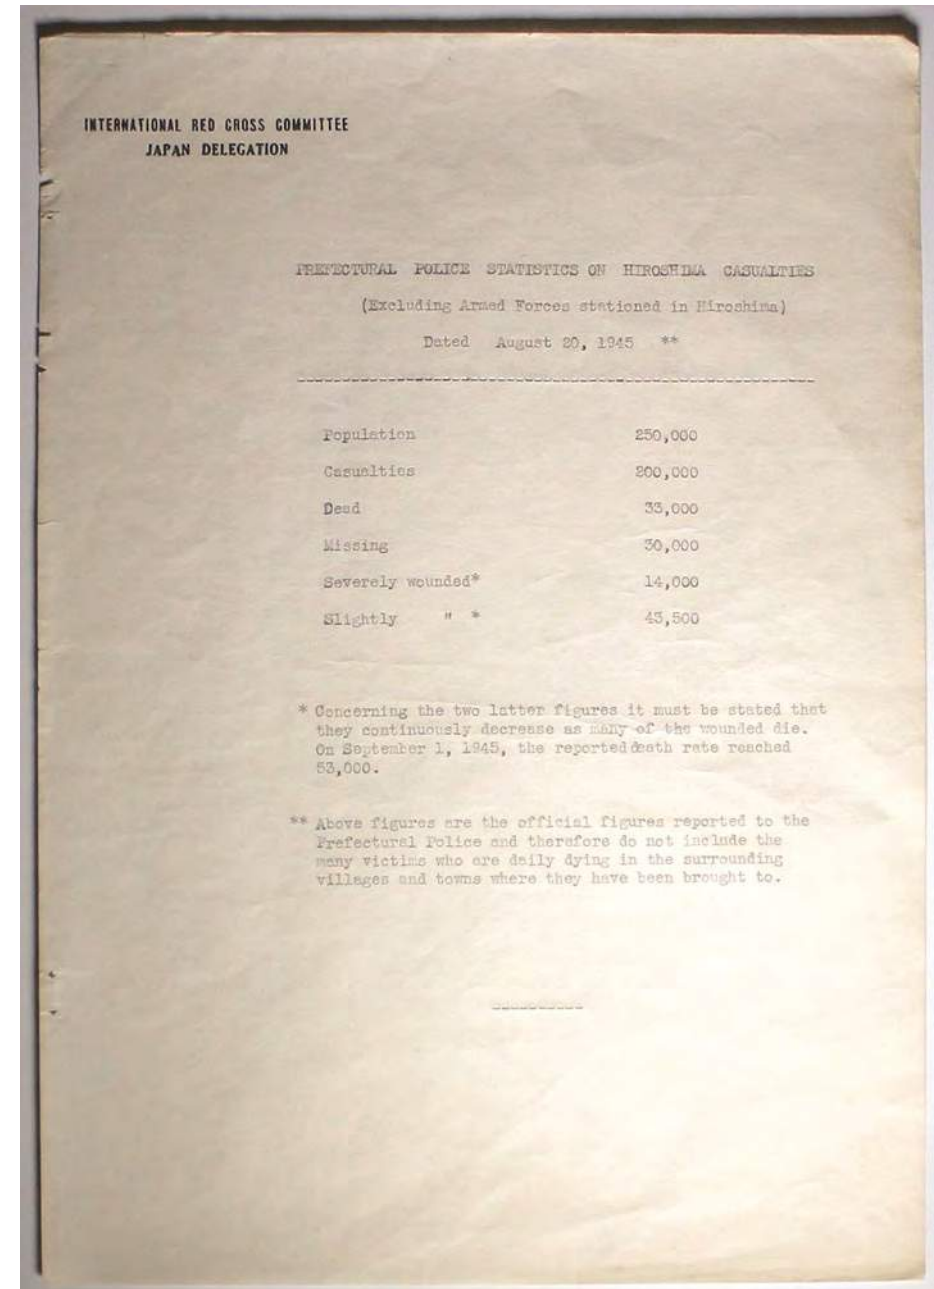 INTERNATIONAL RED CROSS COMMITTEE
JAPAN DELEGATION
PREFECTURAL POLICE STATISTICS ON HIROSHIMA CASUALTIES
(Excluding Armed Forces stationed in Hiroshima)
Dated August 20, 1945 **
Population 250,000
Casualties 200,000
Dead 33,000
Missing 30,000
Severely wounded* 14,000
Slightly " * 43,500
* Concerning the two latter figures it must be stated that
they continuously decrease as many of the wounded die.
On September 1, 1945, the reported death rate reached
53,000.
** Above figures are the official figures reported to the
Prefectural Police and therefore do not include the
many victims who are daily dying in the surrounding
villages and towns where they have been brought to.